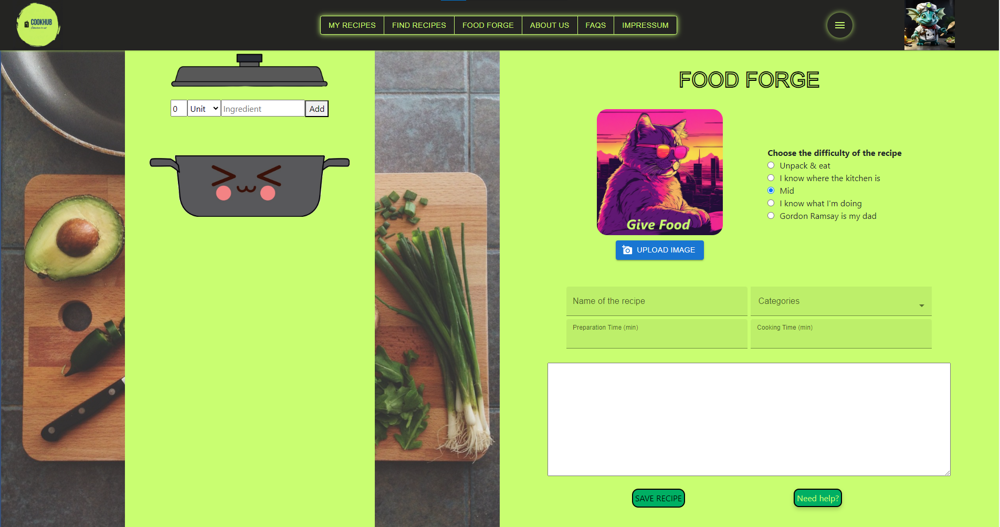 COOKHUB
MY RECIPES
FIND RECIPES
FOOD FORGE
ABOUT US
FAQS
IMPRESSUM
0
Unit
Ingredient
Add
FOOD FORGE
Give Food
UPLOAD IMAGE
Choose the difficulty of the recipe
Unpack & eat
I know where the kitchen is
Mid
I know what I'm doing
Gordon Ramsay is my dad
Name of the recipe
Categories
Preparation Time (min)
Cooking Time (min)
SAVE RECIPE
Need help?